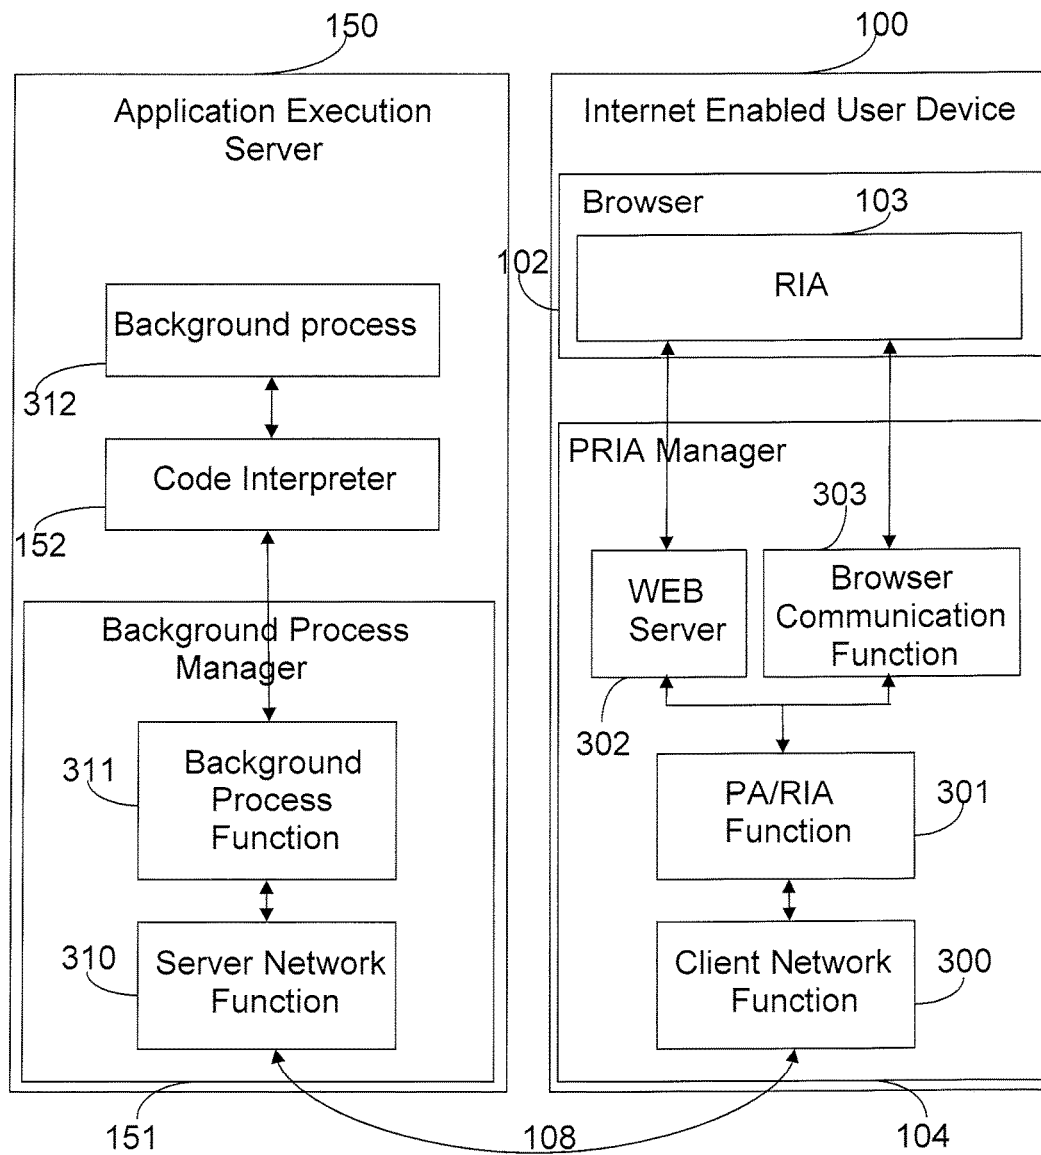 150
100
Application Execution
Server
Internet Enabled User Device
Browser
103
102
RIA
Background process
312
PRIA Manager
Code Interpreter
152
303
WEB
Server
Browser
Communication
Function
Background Process
Manager
302
311
Background
Process
Function
PA/RIA
Function
301
310
Server Network
Function
Client Network
Function
300
151
108
104